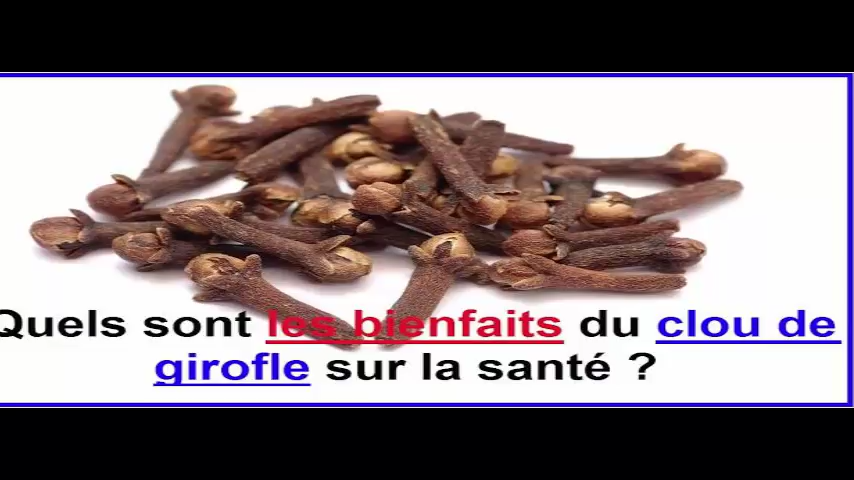 Quels sont les bienfaits du clou de
girofle sur la santé ?